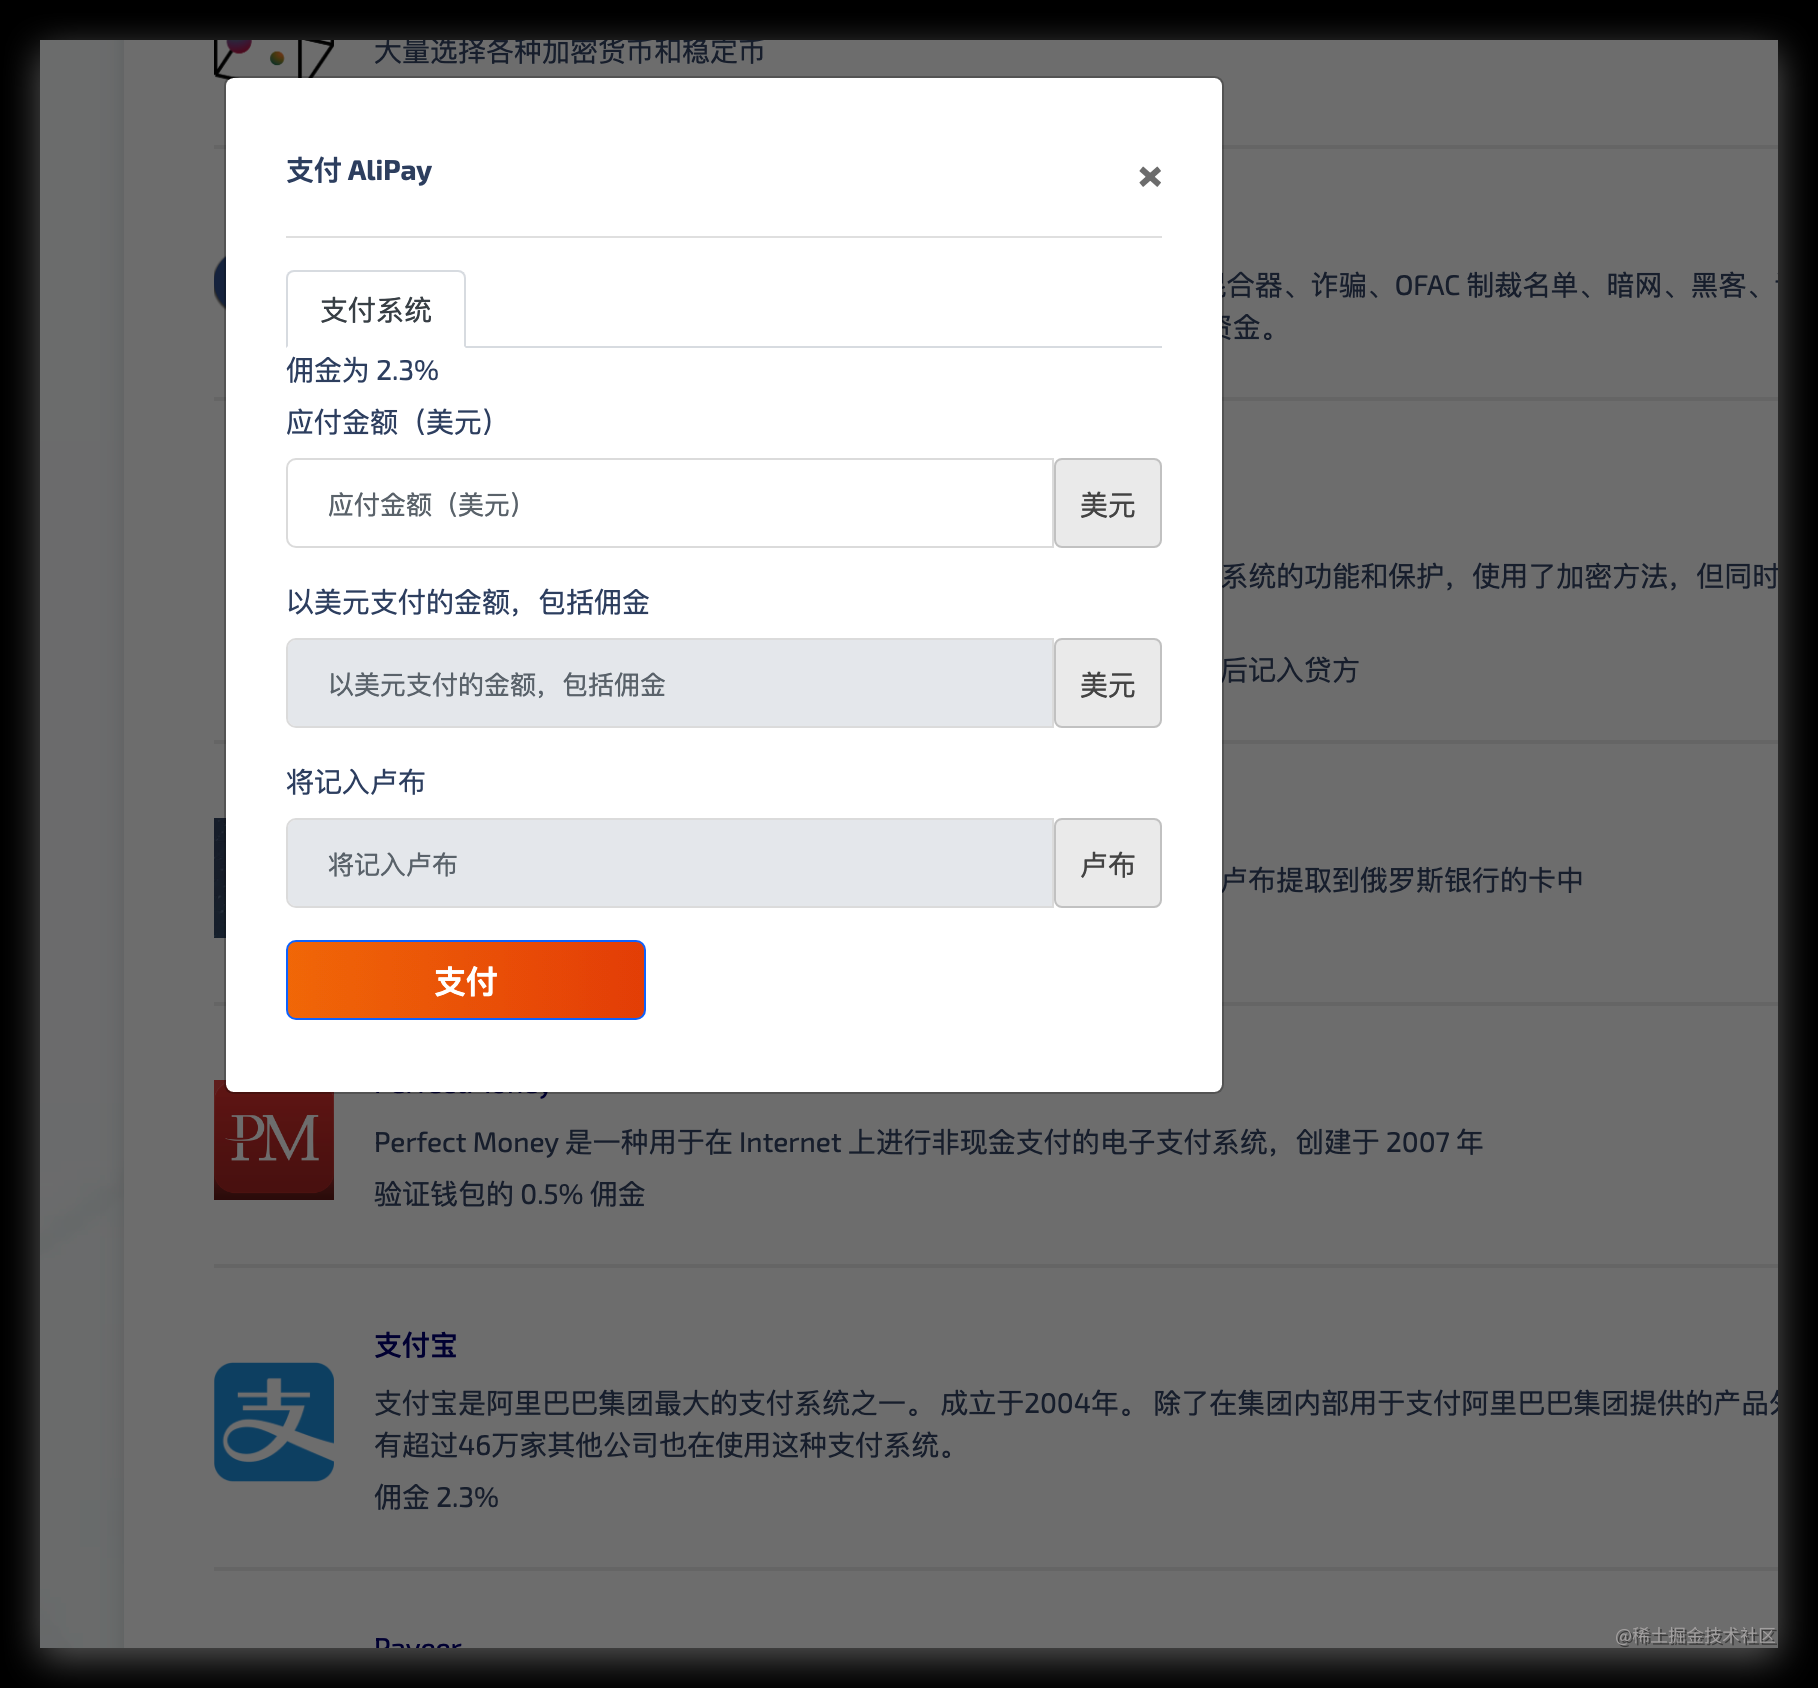 大量选择各种加密货币和稳定币
支付 AliPay
支付系统
佣金为 2.3%
应付金额（美元）
应付金额（美元）
美元
以美元支付的金额，包括佣金
以美元支付的金额，包括佣金
美元
将记入卢布
将记入卢布
卢布
支付
合器、诈骗、OFAC 制裁名单、暗网、黑客、
资金。
系统的功能和保护，使用了加密方法，但同时
后记入贷方
卢布提取到俄罗斯银行的卡中
PM
Perfect Money 是一种用于在 Internet 上进行非现金支付的电子支付系统，创建于 2007 年
验证钱包的 0.5% 佣金
支
支付宝
支付宝是阿里巴巴集团最大的支付系统之一。 成立于2004年。 除了在集团内部用于支付阿里巴巴集团提供的产品外
有超过46万家其他公司也在使用这种支付系统。
佣金 2.3%
Payeer
@稀土掘金技术社区